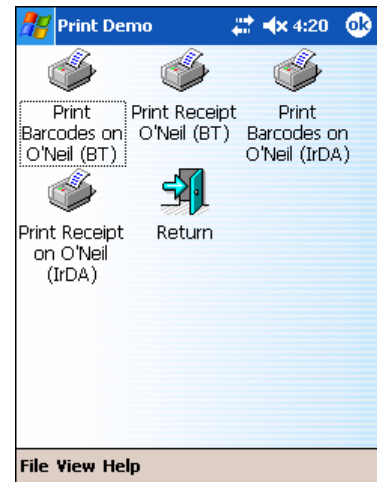 Print Demo 4:20 ok
Print
Barcodes on
O'Neil (BT)
Print Receipt
O'Neil (BT)
Print
Barcodes on
O'Neil (IrDA)
Print Receipt
on O'Neil
(IrDA)
Return
File View Help